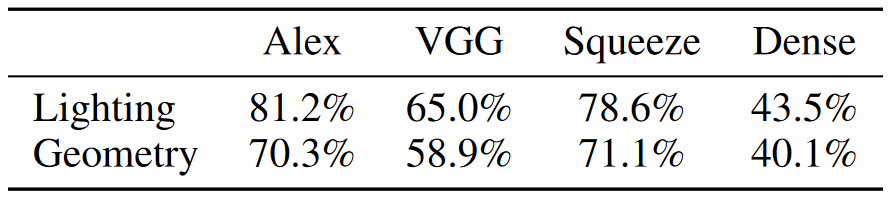 Alex VGG Squeeze Dense
Lighting 81.2% 65.0% 78.6% 43.5%
Geometry 70.3% 58.9% 71.1% 40.1%